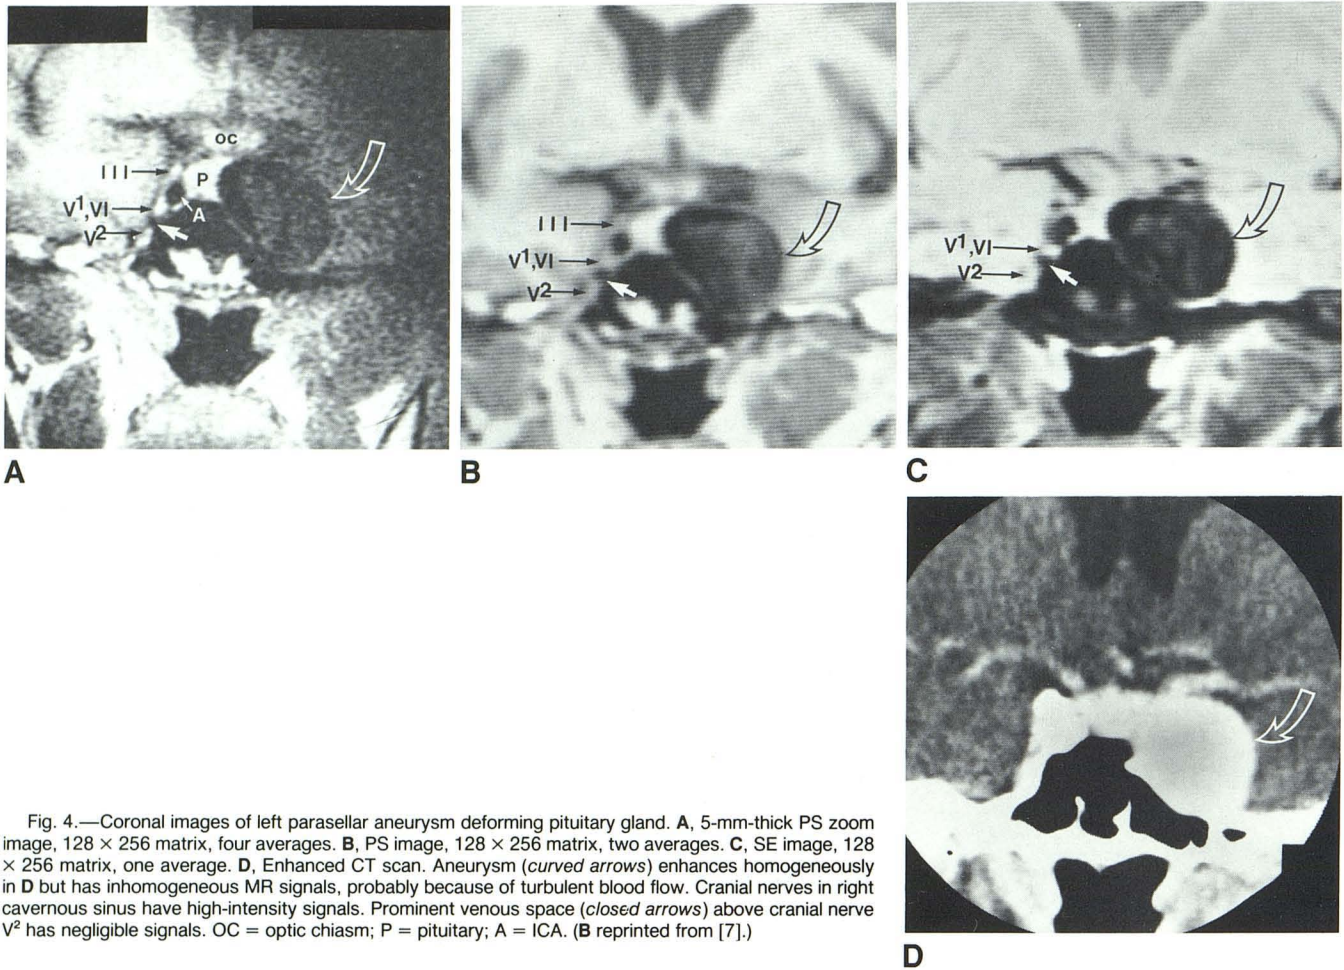 OC
III
P
V¹,VI
A
V²
A
III
V¹,VI
V²
B
V¹,VI
V²
C
D
Fig. 4.—Coronal images of left parasellar aneurysm deforming pituitary gland. A, 5-mm-thick PS zoom
image, 128 × 256 matrix, four averages. B, PS image, 128 × 256 matrix, two averages. C, SE image, 128
× 256 matrix, one average. D, Enhanced CT scan. Aneurysm (curved arrows) enhances homogeneously
in D but has inhomogeneous MR signals, probably because of turbulent blood flow. Cranial nerves in right
cavernous sinus have high-intensity signals. Prominent venous space (closed arrows) above cranial nerve
V² has negligible signals. OC = optic chiasm; P = pituitary; A = ICA. (B reprinted from [7].)